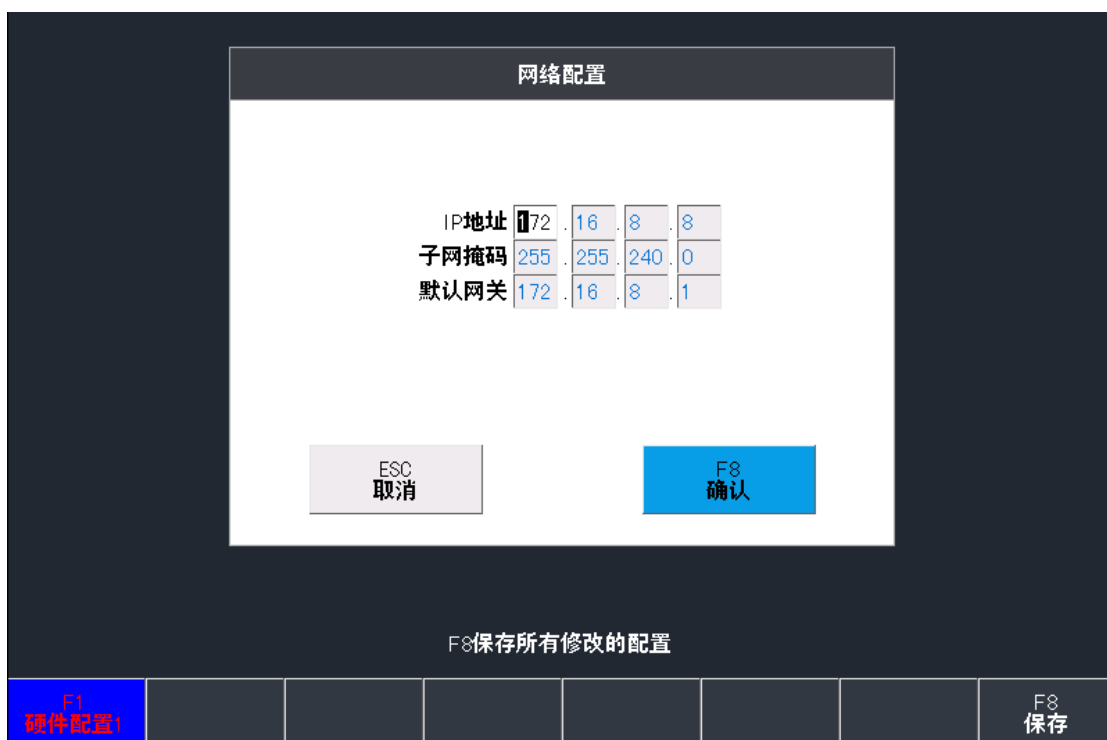 网络配置
IP地址 172 . 16 . 8 . 8
子网掩码 255 . 255 . 240 . 0
默认网关 172 . 16 . 8 . 1
ESC
取消
F8
确认
F8保存所有修改的配置
F1
硬件配置1
F8
保存